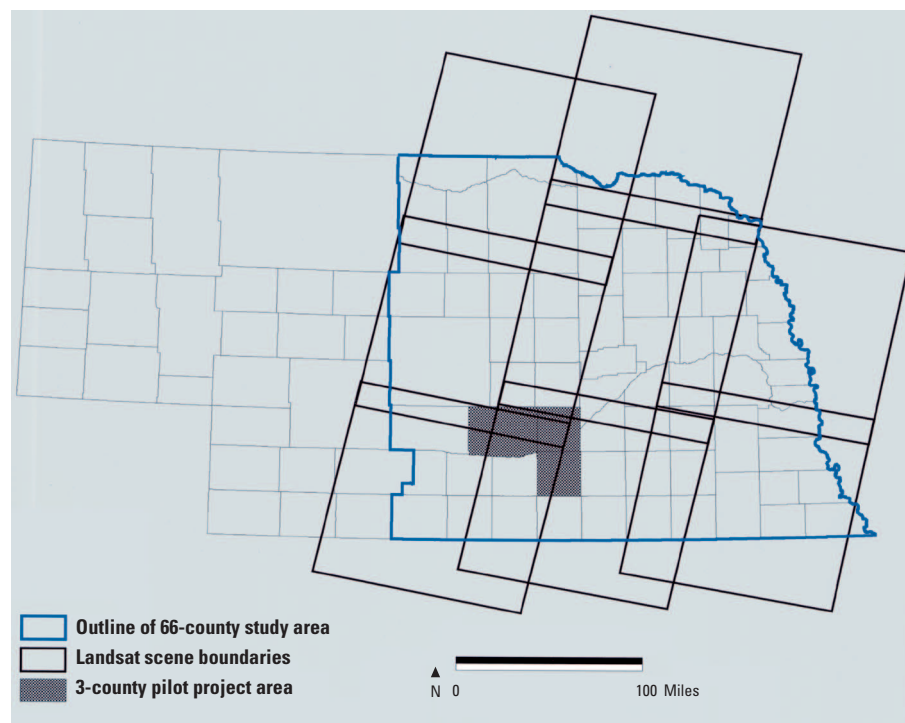 Outline of 66-county study area
Landsat scene boundaries
3-county pilot project area
N 0 100 Miles